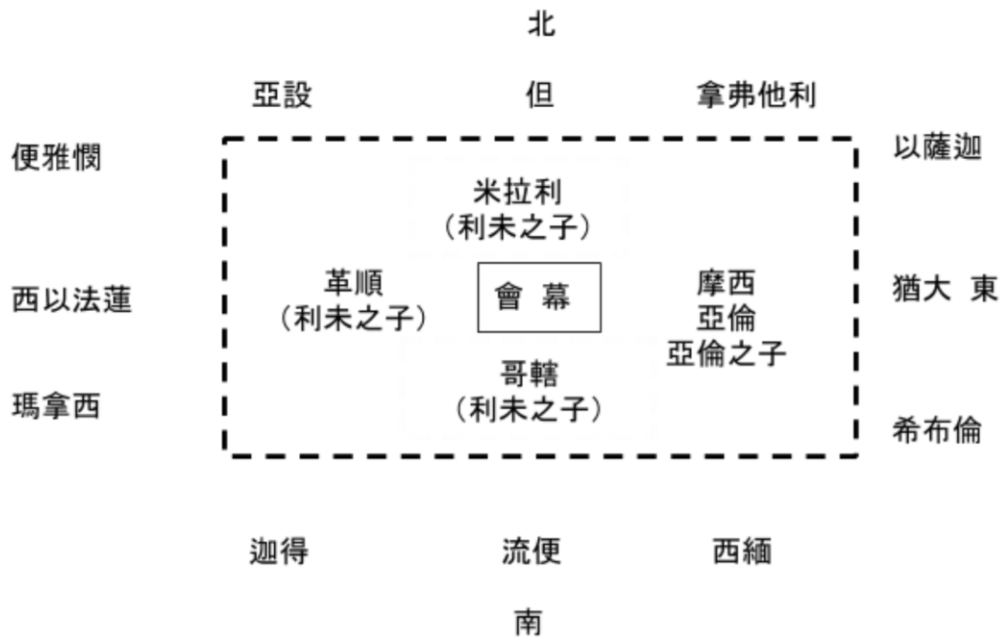 北
亞設 但 拿弗他利
便雅憫 以薩迦
米拉利
（利未之子）
西以法蓮 革順 會 幕 摩西 猶大 東
（利未之子） 亞倫
亞倫之子
哥轄
（利未之子）
瑪拿西 希布倫
迦得 流便 西緬
南